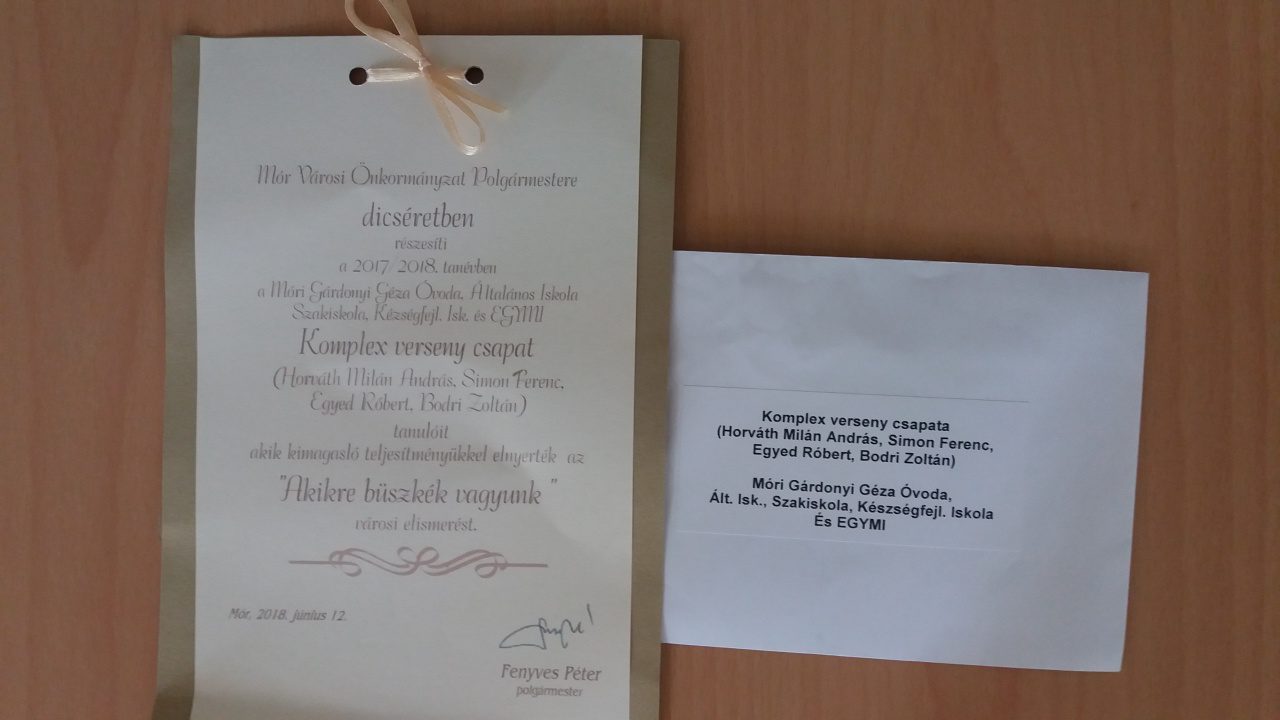 Mór Városi Önkormányzat Polgármestere
dicséretben
részesíti
a 2017/2018. tanévben
a Móri Gárdonyi Géza Óvoda, Általános Iskola
Szakiskola, Kézségfejl. Isk. és EGYMI
Komplex verseny csapat
(Horváth Milán András, Simon Ferenc,
Egyed Róbert, Bodri Zoltán)
tanulóit
akik kimagasló teljesítményükkel elnyerték az
"Akikre büszkék vagyunk"
városi elismerést.
Mór, 2018. június 12.
Fenyves Péter
polgármester
Komplex verseny csapata
(Horváth Milán András, Simon Ferenc,
Egyed Róbert, Bodri Zoltán)
Móri Gárdonyi Géza Óvoda,
Ált. Isk., Szakiskola, Készségfejl. Iskola
És EGYMI